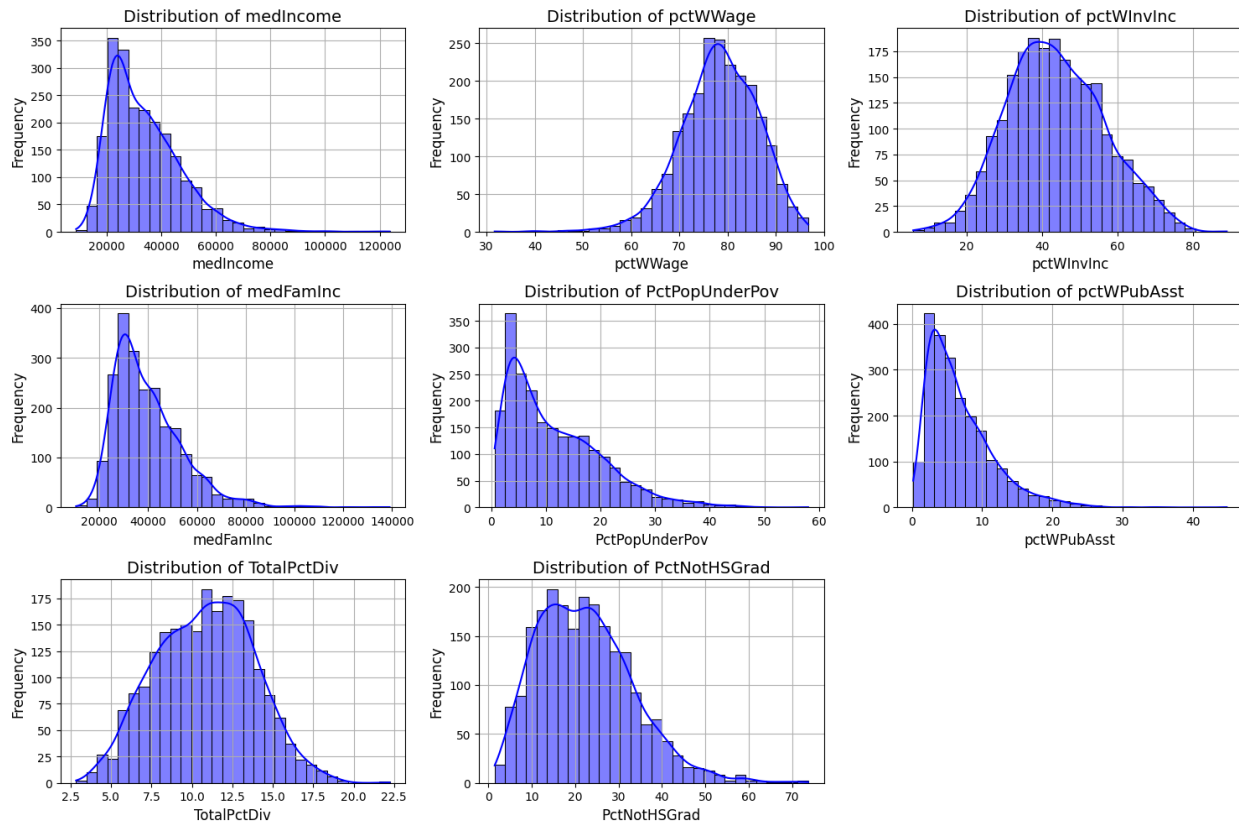 Distribution of medIncome
Frequency
350
300
250
200
150
100
50
0
20000 40000 60000 80000 100000 120000
medIncome
Distribution of pctWWage
Frequency
250
200
150
100
50
0
30 40 50 60 70 80 90 100
pctWWage
Distribution of pctWInvInc
Frequency
175
150
125
100
75
50
25
0
20 40 60 80
pctWInvInc
Distribution of medFamInc
Frequency
400
300
200
100
0
20000 40000 60000 80000 100000 120000 140000
medFamInc
Distribution of PctPopUnderPov
Frequency
350
300
250
200
150
100
50
0
0 10 20 30 40 50 60
PctPopUnderPov
Distribution of pctWPubAsst
Frequency
400
300
200
100
0
0 10 20 30 40
pctWPubAsst
Distribution of TotalPctDiv
Frequency
175
150
125
100
75
50
25
0
2.5 5.0 7.5 10.0 12.5 15.0 17.5 20.0 22.5
TotalPctDiv
Distribution of PctNotHSGrad
Frequency
200
150
100
50
0
0 10 20 30 40 50 60 70
PctNotHSGrad